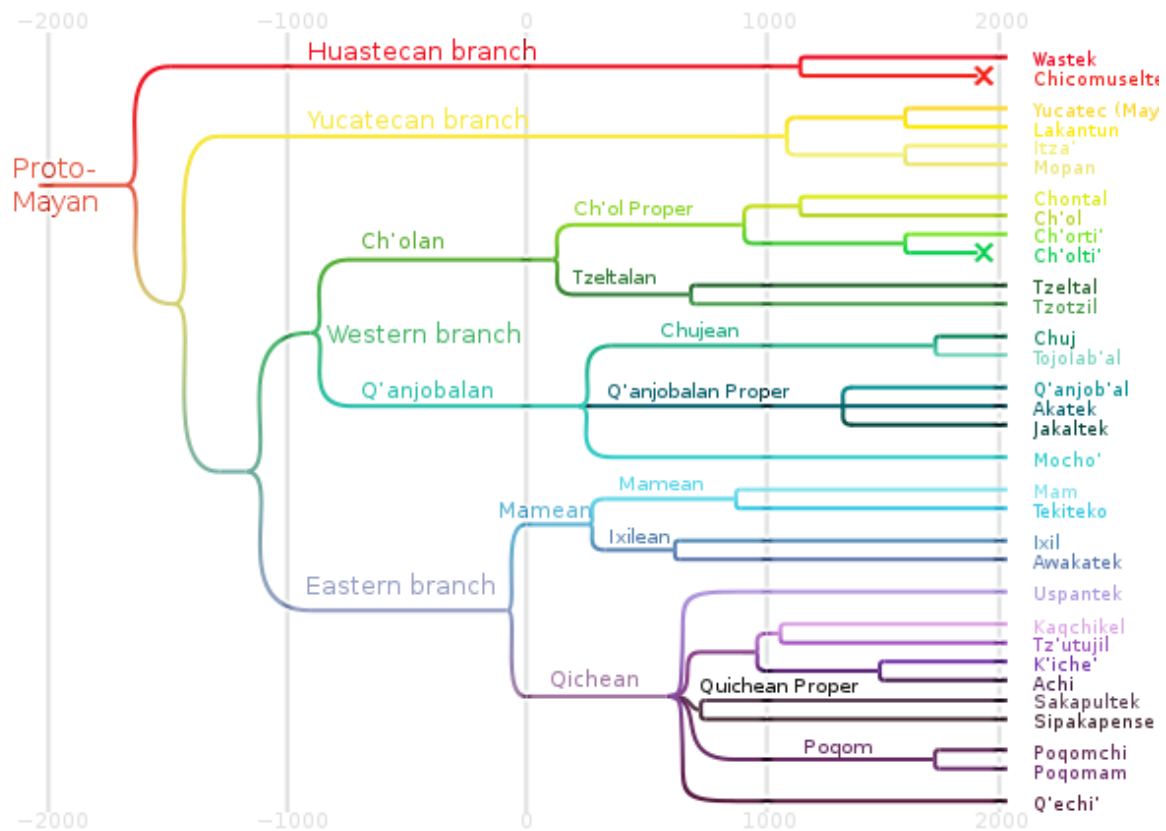 −2000 −1000 0 1000 2000
Huastecan branch
Wastek
Chicomuselte
Yucatecan branch
Yucatec (May
Lakantun
Itza'
Mopan
Proto-
Mayan
Chontal
Ch'ol Proper
Ch'ol
Ch'orti'
Ch'olan
Ch'olti'
Tzeltalan
Tzeltal
Tzotzil
Western branch
Chujean
Chuj
Tojolab'al
Q'anjobalan
Q'anjobalan Proper
Q'anjob'al
Akatek
Jakaltek
Mocho'
Mamean
Mam
Mamean
Tekiteko
Ixilean
Ixil
Awakatek
Eastern branch
Uspantek
Kaqchikel
Tz'utujil
K'iche'
Qichean
Quichean Proper
Achi
Sakapultek
Sipakapense
Poqom
Poqomchi
Poqomam
Q'echi'
−2000 −1000 0 1000 2000